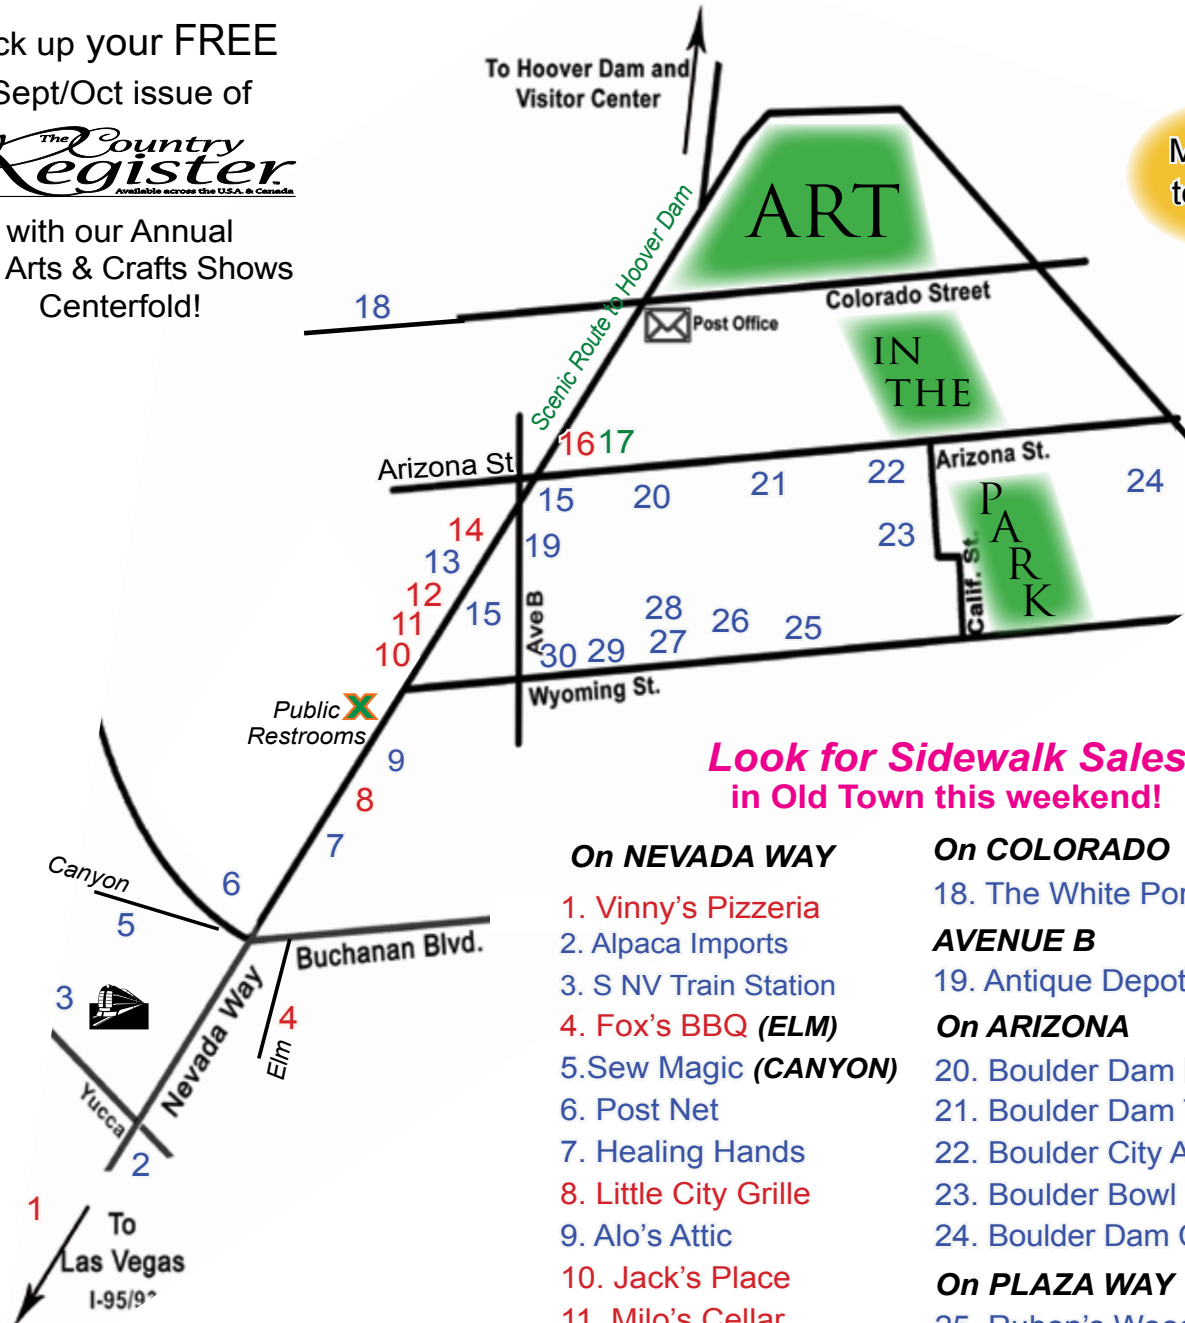 ck up your FREE
Sept/Oct issue of
The Country
Register
Available across the U.S.A. & Canada
with our Annual
Arts & Crafts Shows
Centerfold!
To Hoover Dam and
Visitor Center
ART
Scenic Route to Hoover Dam
Colorado Street
18
Post Office
IN
THE
16 17
Arizona St
Arizona St.
15
20
21
22
24
PARK
14
19
23
13
12
15
11
10
Ave B
28
26
25
27
30
29
Calif. St.
Wyoming St.
Public
Restrooms
9
8
7
Look for Sidewalk Sales
in Old Town this weekend!
Canyon
6
5
Buchanan Blvd.
3
4
Elm
Nevada Way
Yucca
2
1
To
Las Vegas
On NEVADA WAY
1. Vinny's Pizzeria
2. Alpaca Imports
3. S NV Train Station
4. Fox's BBQ (ELM)
5.Sew Magic (CANYON)
6. Post Net
7. Healing Hands
8. Little City Grille
9. Alo's Attic
10. Jack's Place
11. Milo's Cellar
On COLORADO
18. The White Por
AVENUE B
19. Antique Depot
On ARIZONA
20. Boulder Dam
21. Boulder Dam
22. Boulder City A
23. Boulder Bowl
24. Boulder Dam
On PLAZA WAY